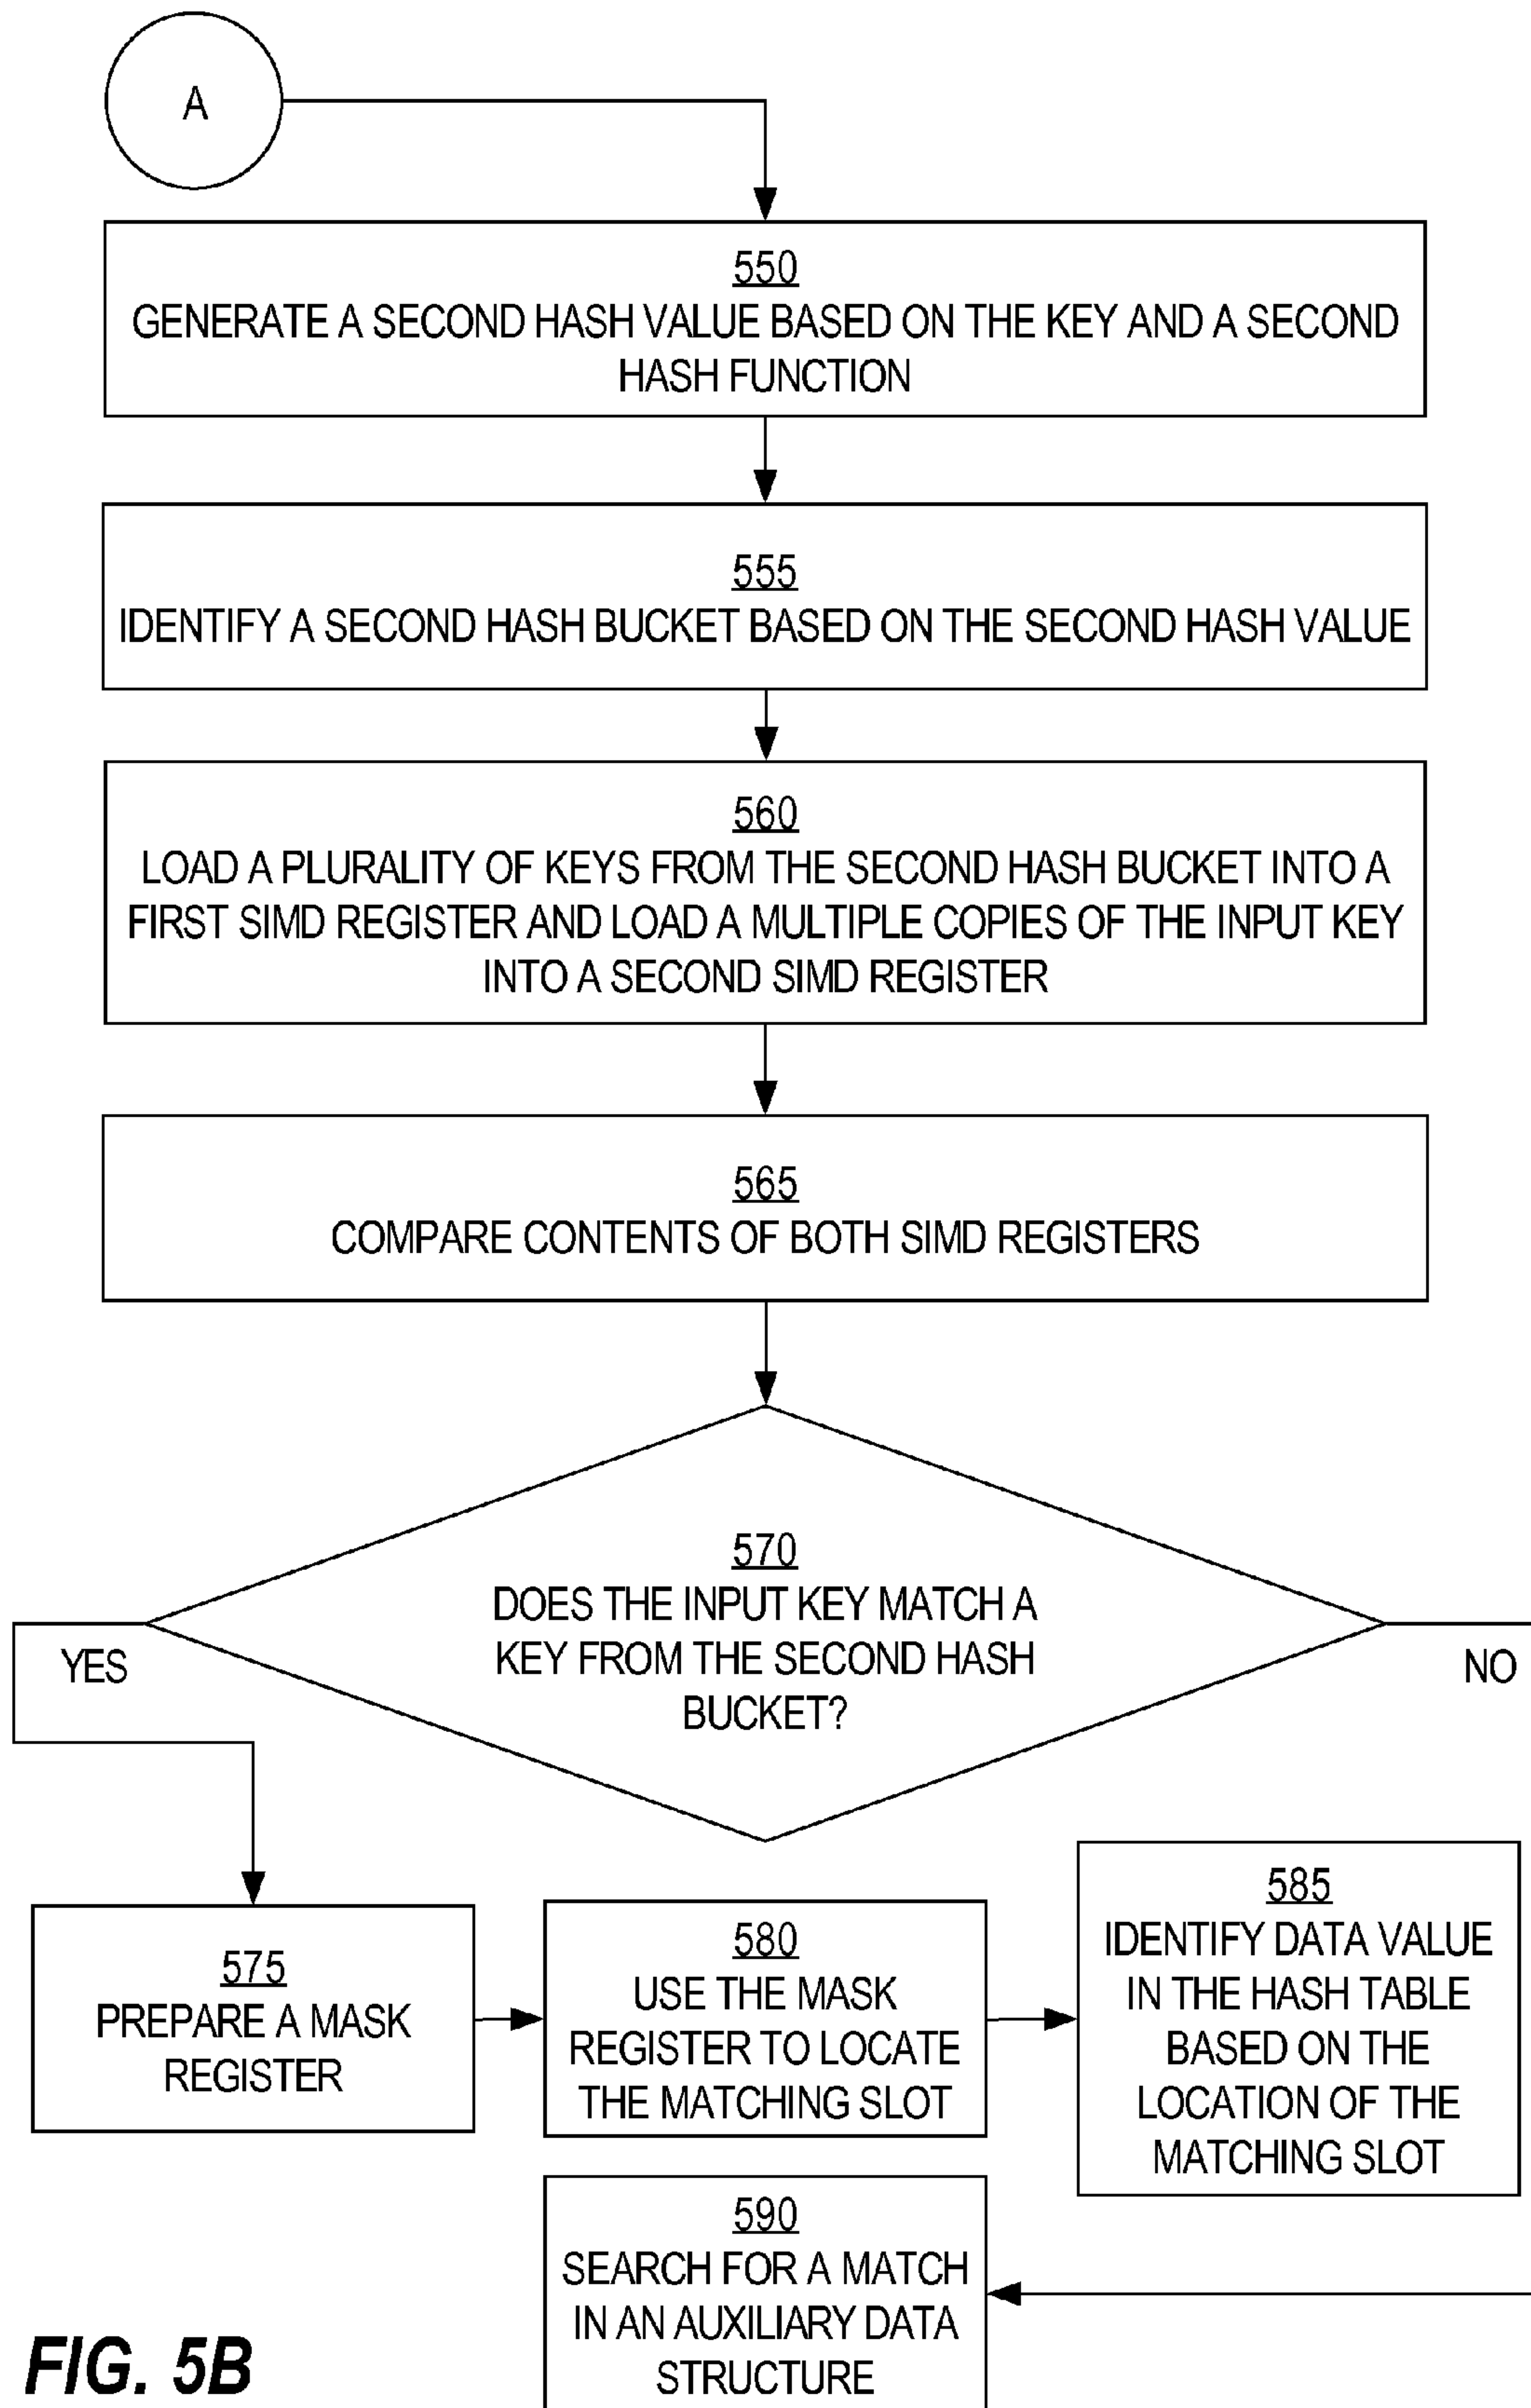 A
550
GENERATE A SECOND HASH VALUE BASED ON THE KEY AND A SECOND
HASH FUNCTION
555
IDENTIFY A SECOND HASH BUCKET BASED ON THE SECOND HASH VALUE
560
LOAD A PLURALITY OF KEYS FROM THE SECOND HASH BUCKET INTO A
FIRST SIMD REGISTER AND LOAD A MULTIPLE COPIES OF THE INPUT KEY
INTO A SECOND SIMD REGISTER
565
COMPARE CONTENTS OF BOTH SIMD REGISTERS
570
DOES THE INPUT KEY MATCH A
KEY FROM THE SECOND HASH
BUCKET?
YES
NO
575
PREPARE A MASK
REGISTER
580
USE THE MASK
REGISTER TO LOCATE
THE MATCHING SLOT
585
IDENTIFY DATA VALUE
IN THE HASH TABLE
BASED ON THE
LOCATION OF THE
MATCHING SLOT
590
SEARCH FOR A MATCH
IN AN AUXILIARY DATA
STRUCTURE
FIG. 5B